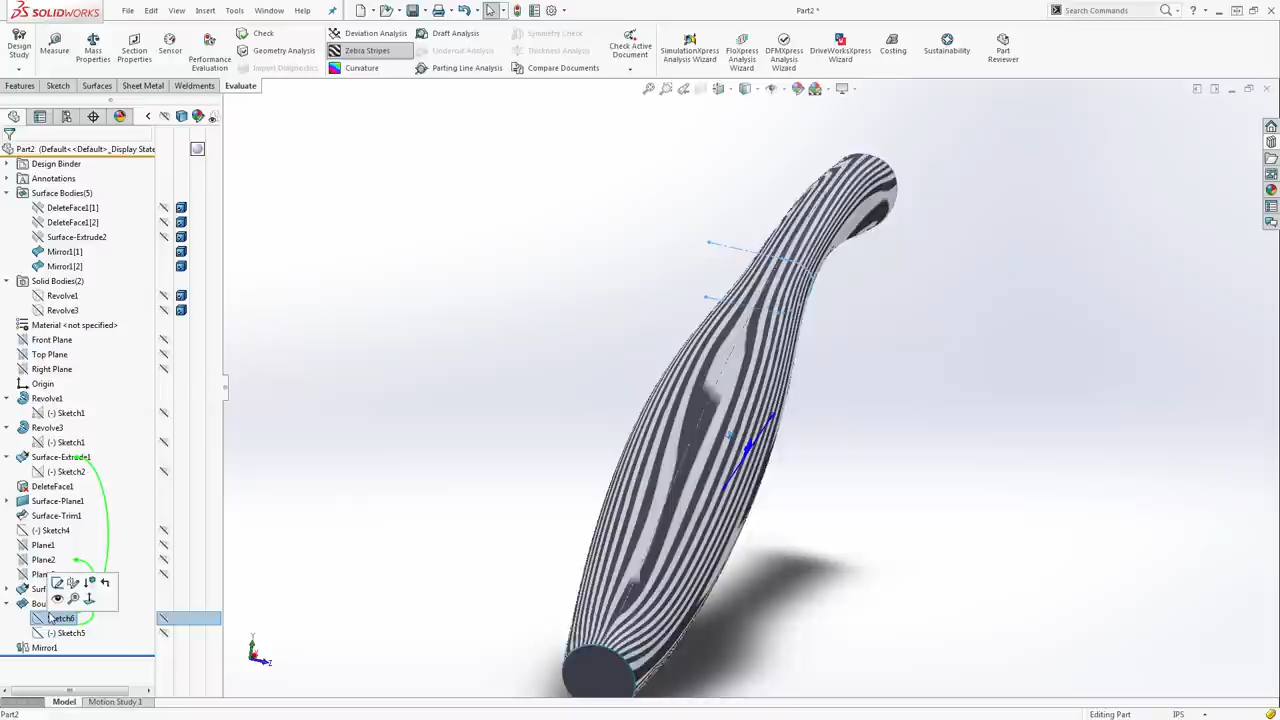 SOLIDWORKS File Edit View Insert Tools Window Help Part2 * Search Commands
Design Study
Measure
Mass Properties
Section Properties
Sensor
Performance Evaluation
Check
Geometry Analysis
Import Diagnostics
Deviation Analysis
Zebra Stripes
Curvature
Draft Analysis
Undercut Analysis
Parting Line Analysis
Symmetry Check
Thickness Analysis
Compare Documents
Check Active Document
SimulationXpress Analysis Wizard
FloXpress Analysis Wizard
DFMXpress Analysis Wizard
DriveWorksXpress Wizard
Costing
Sustainability
Part Reviewer
Features Sketch Surfaces Sheet Metal Weldments Evaluate
Part2 (Default<<Default>_Display State
Design Binder
Annotations
Surface Bodies(5)
DeleteFace1[1]
DeleteFace1[2]
Surface-Extrude2
Mirror1[1]
Mirror1[2]
Solid Bodies(2)
Revolve1
Revolve3
Material <not specified>
Front Plane
Top Plane
Right Plane
Origin
Revolve1
(-) Sketch1
Revolve3
(-) Sketch1
Surface-Extrude1
(-) Sketch2
DeleteFace1
Surface-Plane1
Surface-Trim1
(-) Sketch4
Plane1
Plane2
Plan
Surf
Bou
etch6
(-) Sketch5
Mirror1
Y
Z
Model Motion Study 1
Part2 Editing Part IPS